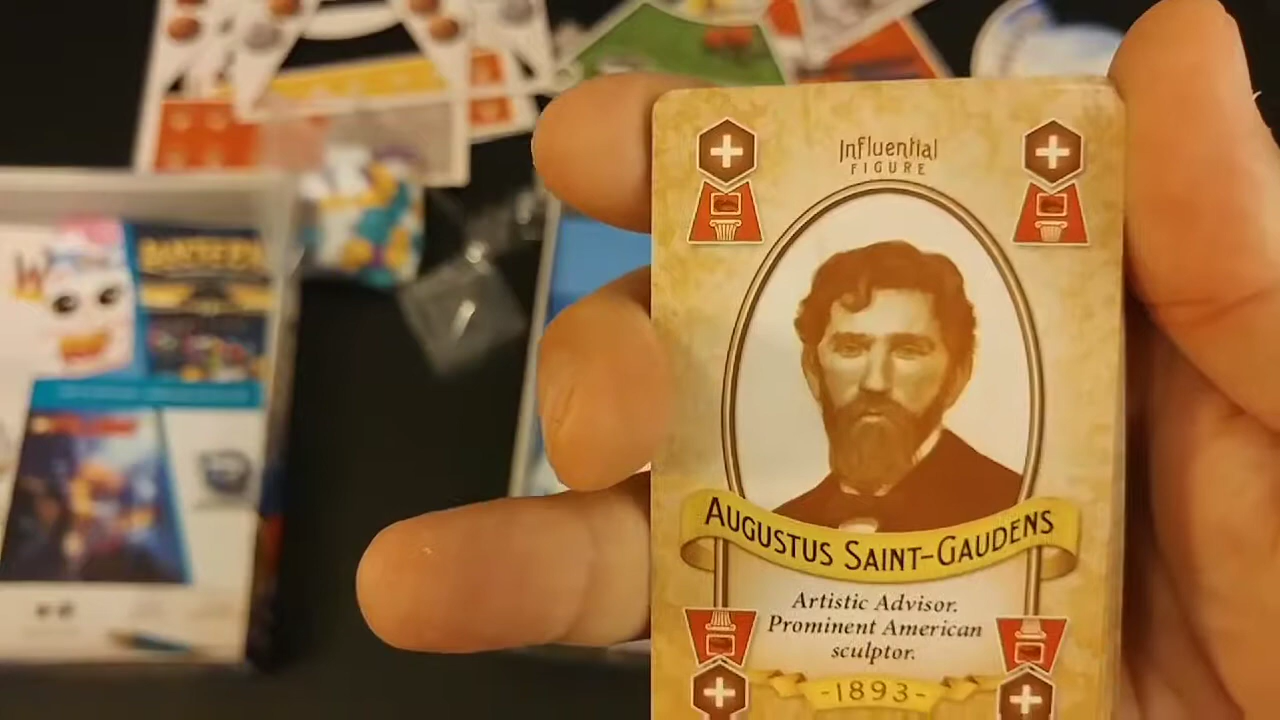 Influential
FIGURE
AUGUSTUS SAINT-GAUDENS
Artistic Advisor.
Prominent American
sculptor.
-1893-